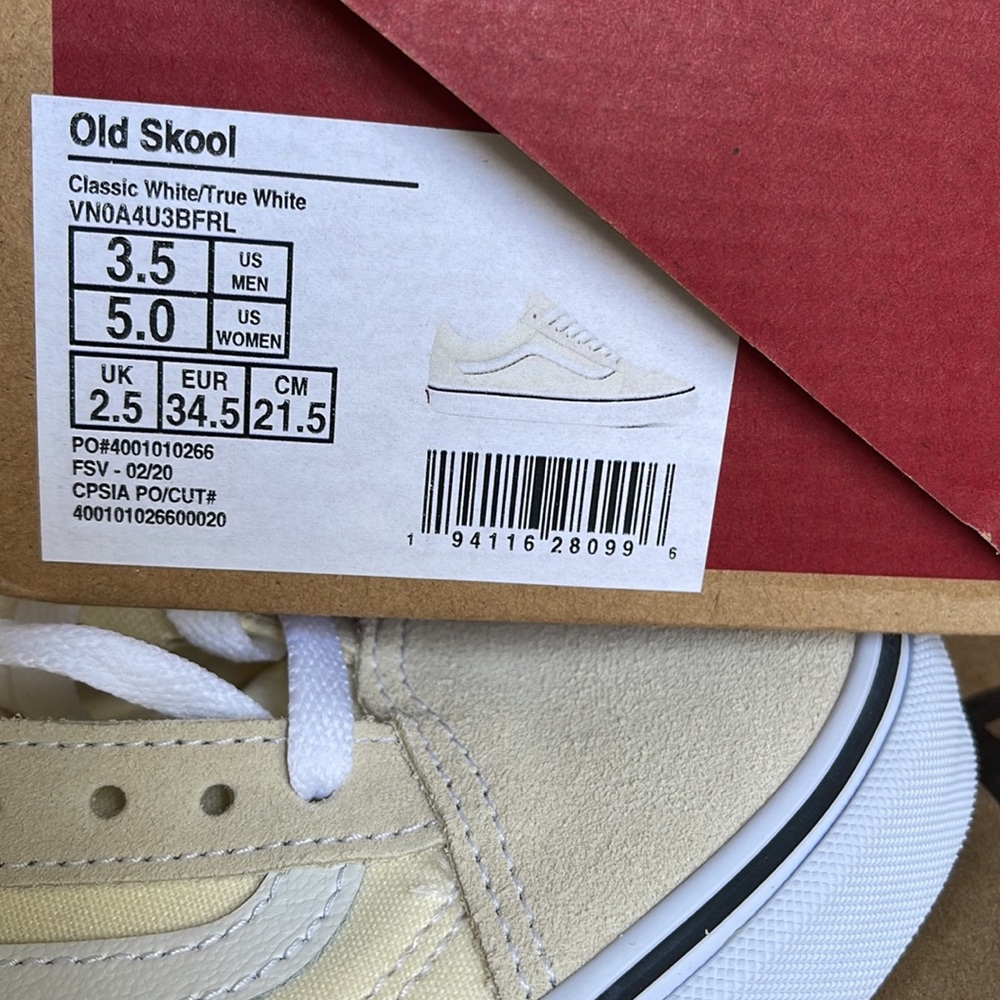 Old Skool
Classic White/True White
VN0A4U3BFRL
3.5 US MEN
5.0 US WOMEN
UK 2.5 EUR 34.5 CM 21.5
PO#4001010266
FSV - 02/20
CPSIA PO/CUT#
400101026600020
1 94116 28099 6